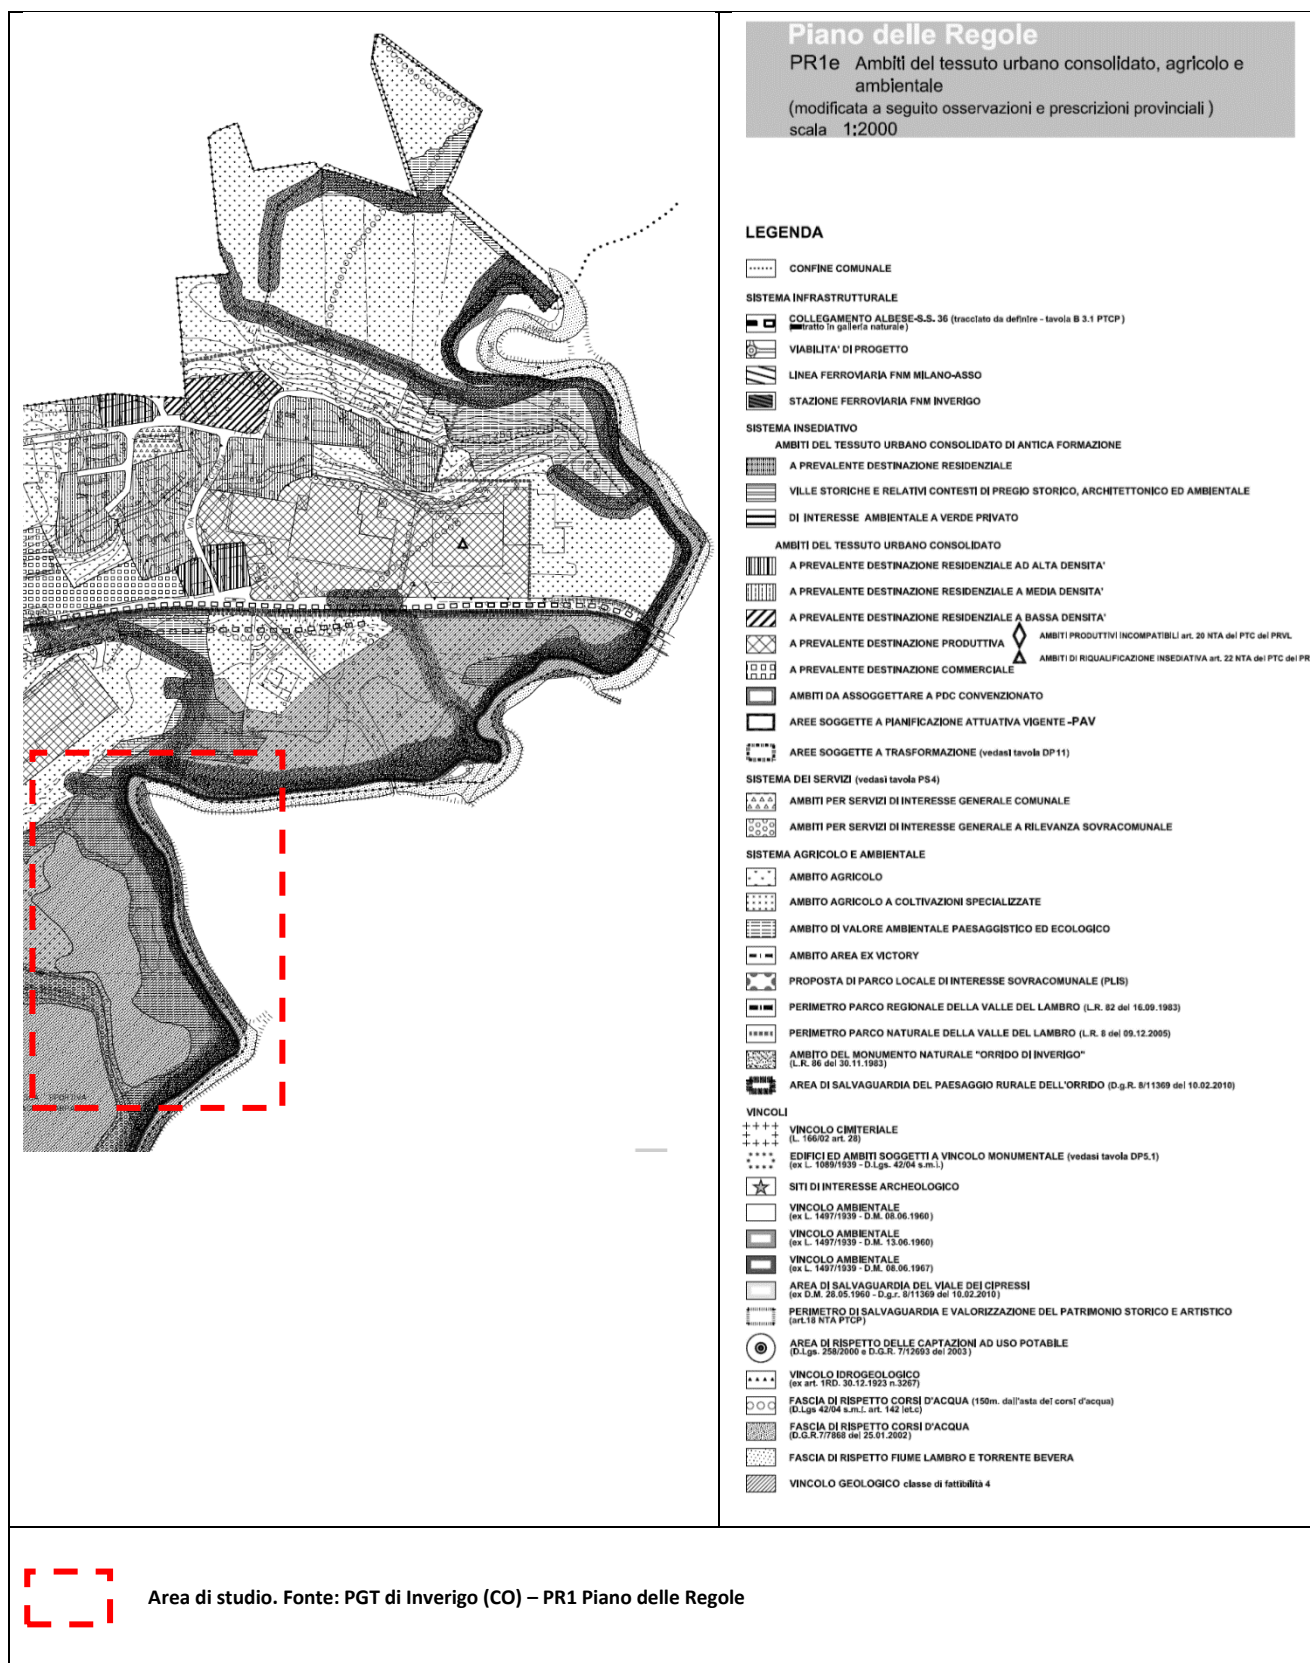 Piano delle Regole
PR1e Ambiti del tessuto urbano consolidato, agricolo e
ambientale
(modificata a seguito osservazioni e prescrizioni provinciali )
scala 1:2000
LEGENDA
CONFINE COMUNALE
SISTEMA INFRASTRUTTURALE
COLLEGAMENTO ALBESE-S.S. 36 (tracciato da definire - tavola B 3.1 PTCP)
tratto in galleria naturale)
VIABILITA' DI PROGETTO
LINEA FERROVIARIA FNM MILANO-ASSO
STAZIONE FERROVIARIA FNM INVERIGO
SISTEMA INSEDIATIVO
AMBITI DEL TESSUTO URBANO CONSOLIDATO DI ANTICA FORMAZIONE
A PREVALENTE DESTINAZIONE RESIDENZIALE
VILLE STORICHE E RELATIVI CONTESTI DI PREGIO STORICO, ARCHITETTONICO ED AMBIENTALE
DI INTERESSE AMBIENTALE A VERDE PRIVATO
AMBITI DEL TESSUTO URBANO CONSOLIDATO
A PREVALENTE DESTINAZIONE RESIDENZIALE AD ALTA DENSITA'
A PREVALENTE DESTINAZIONE RESIDENZIALE A MEDIA DENSITA'
A PREVALENTE DESTINAZIONE RESIDENZIALE A BASSA DENSITA'
A PREVALENTE DESTINAZIONE PRODUTTIVA
AMBITI PRODUTTIVI INCOMPATIBILI art. 20 NTA del PTC del PRVL
AMBITI DI RIQUALIFICAZIONE INSEDIATIVA art. 22 NTA del PTC del PR
A PREVALENTE DESTINAZIONE COMMERCIALE
AMBITI DA ASSOGGETTARE A PDC CONVENZIONATO
AREE SOGGETTE A PIANIFICAZIONE ATTUATIVA VIGENTE -PAV
AREE SOGGETTE A TRASFORMAZIONE (vedasi tavola DP11)
SISTEMA DEI SERVIZI (vedasi tavola PS4)
AMBITI PER SERVIZI DI INTERESSE GENERALE COMUNALE
AMBITI PER SERVIZI DI INTERESSE GENERALE A RILEVANZA SOVRACOMUNALE
SISTEMA AGRICOLO E AMBIENTALE
AMBITO AGRICOLO
AMBITO AGRICOLO A COLTIVAZIONI SPECIALIZZATE
AMBITO DI VALORE AMBIENTALE PAESAGGISTICO ED ECOLOGICO
AMBITO AREA EX VICTORY
PROPOSTA DI PARCO LOCALE DI INTERESSE SOVRACOMUNALE (PLIS)
PERIMETRO PARCO REGIONALE DELLA VALLE DEL LAMBRO (L.R. 82 del 16.09.1983)
PERIMETRO PARCO NATURALE DELLA VALLE DEL LAMBRO (L.R. 8 del 09.12.2005)
AMBITO DEL MONUMENTO NATURALE "ORRIDO DI INVERIGO"
(L.R. 86 del 30.11.1983)
AREA DI SALVAGUARDIA DEL PAESAGGIO RURALE DELL'ORRIDO (D.g.R. 8/11369 del 10.02.2010)
VINCOLI
VINCOLO CIMITERIALE
(L. 166/02 art. 28)
EDIFICI ED AMBITI SOGGETTI A VINCOLO MONUMENTALE (vedasi tavola DP5.1)
(ex L. 1089/1939 - D.Lgs. 42/04 s.m.i.)
SITI DI INTERESSE ARCHEOLOGICO
VINCOLO AMBIENTALE
(ex L. 1497/1939 - D.M. 08.06.1960)
VINCOLO AMBIENTALE
(ex L. 1497/1939 - D.M. 13.06.1960)
VINCOLO AMBIENTALE
(ex L. 1497/1939 - D.M. 08.06.1967)
AREA DI SALVAGUARDIA DEL VIALE DEI CIPRESSI
(ex D.M. 28.05.1960 - D.g.r. 8/11369 del 10.02.2010)
PERIMETRO DI SALVAGUARDIA E VALORIZZAZIONE DEL PATRIMONIO STORICO E ARTISTICO
(art.18 NTA PTCP)
AREA DI RISPETTO DELLE CAPTAZIONI AD USO POTABILE
(D.Lgs. 258/2000 e D.G.R. 7/12693 del 2003)
VINCOLO IDROGEOLOGICO
(ex art. 1RD. 30.12.1923 n.3267)
FASCIA DI RISPETTO CORSI D'ACQUA (150m. dall'asta dei corsi d'acqua)
(D.Lgs 42/04 s.m.i. art. 142 let.c)
FASCIA DI RISPETTO CORSI D'ACQUA
(D.G.R.7/7868 del 25.01.2002)
FASCIA DI RISPETTO FIUME LAMBRO E TORRENTE BEVERA
VINCOLO GEOLOGICO classe di fattibilità 4
SPORTIVA
Area di studio. Fonte: PGT di Inverigo (CO) – PR1 Piano delle Regole